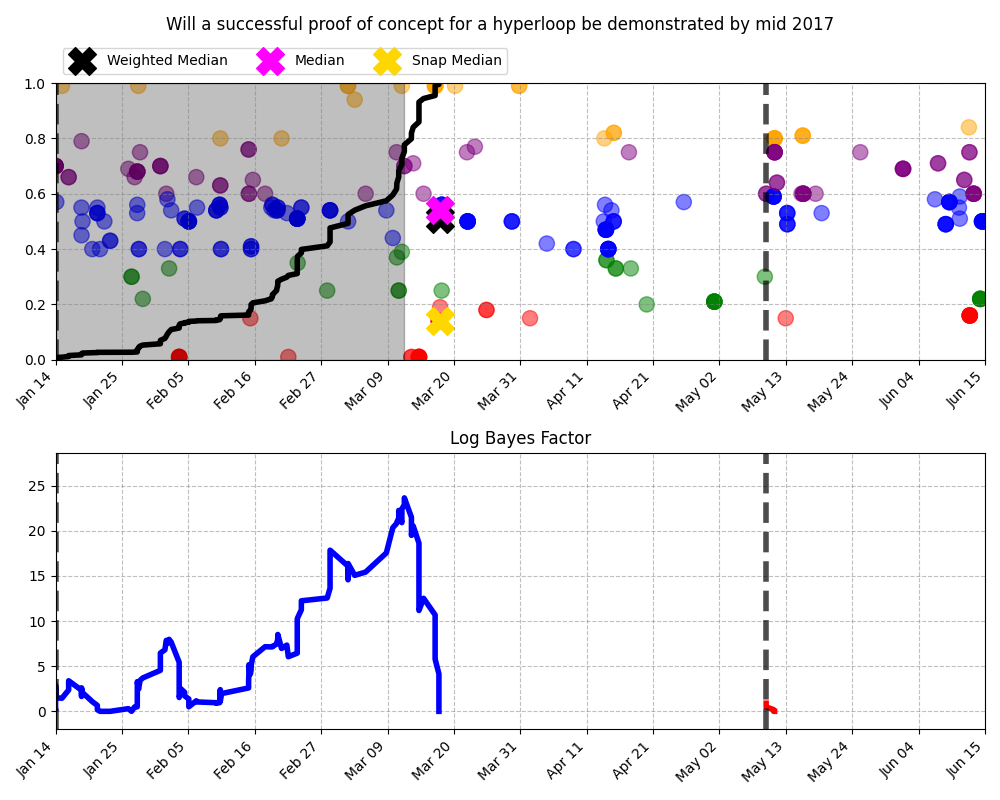 Will a successful proof of concept for a hyperloop be demonstrated by mid 2017
Weighted Median Median Snap Median
1.0
0.8
0.6
0.4
0.2
0.0
Jan 14 Jan 25 Feb 05 Feb 16 Feb 27 Mar 09 Mar 20 Mar 31 Apr 11 Apr 21 May 02 May 13 May 24 Jun 04 Jun 15
Log Bayes Factor
25
20
15
10
5
0
Jan 14 Jan 25 Feb 05 Feb 16 Feb 27 Mar 09 Mar 20 Mar 31 Apr 11 Apr 21 May 02 May 13 May 24 Jun 04 Jun 15